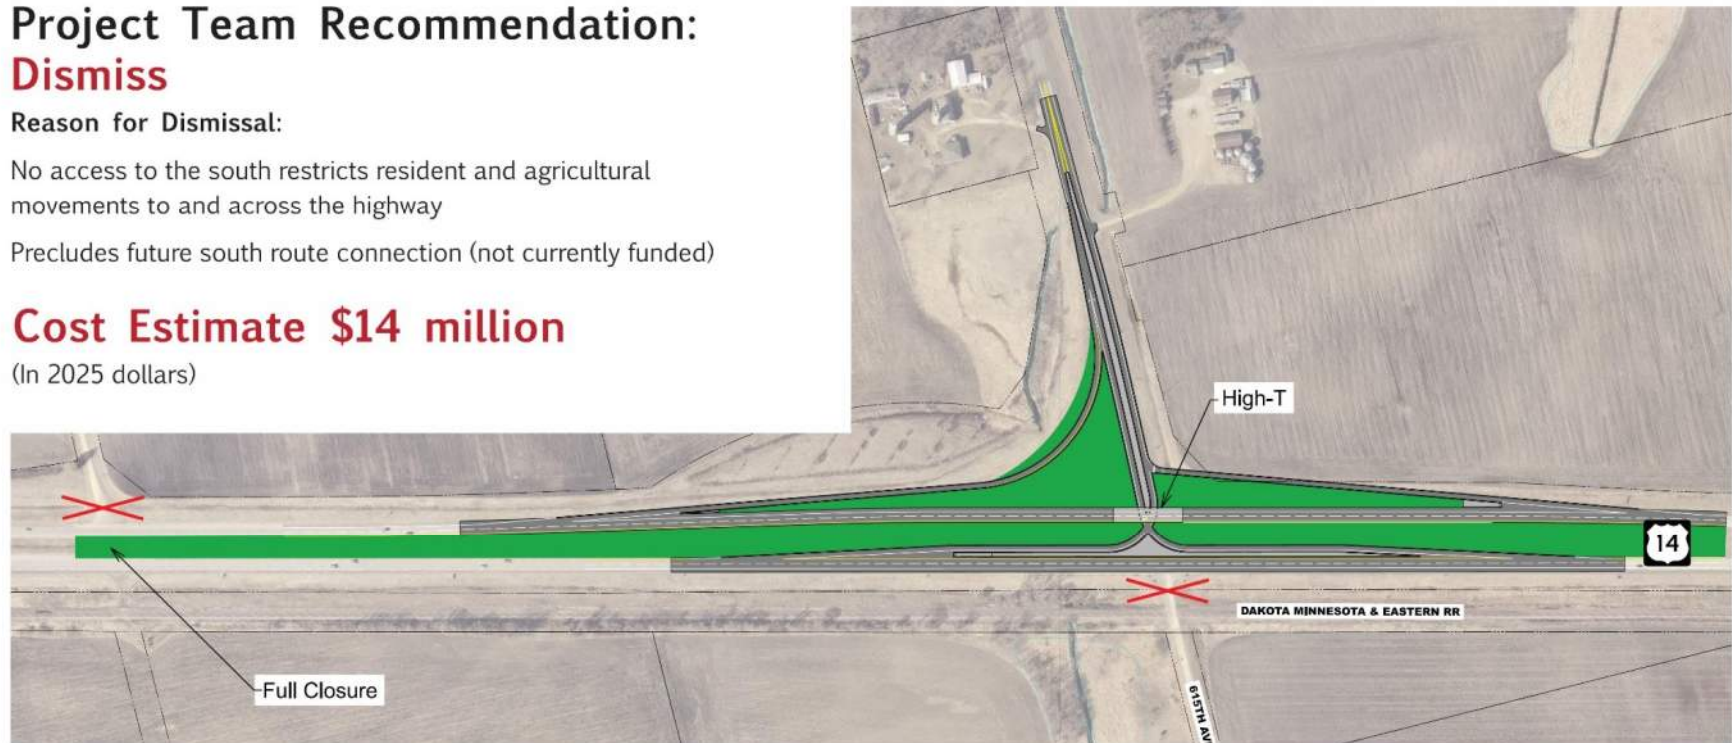 Project Team Recommendation:
Dismiss
Reason for Dismissal:
No access to the south restricts resident and agricultural
movements to and across the highway
Precludes future south route connection (not currently funded)
Cost Estimate $14 million
(In 2025 dollars)
High-T
14
DAKOTA MINNESOTA & EASTERN RR
Full Closure
615TH AV